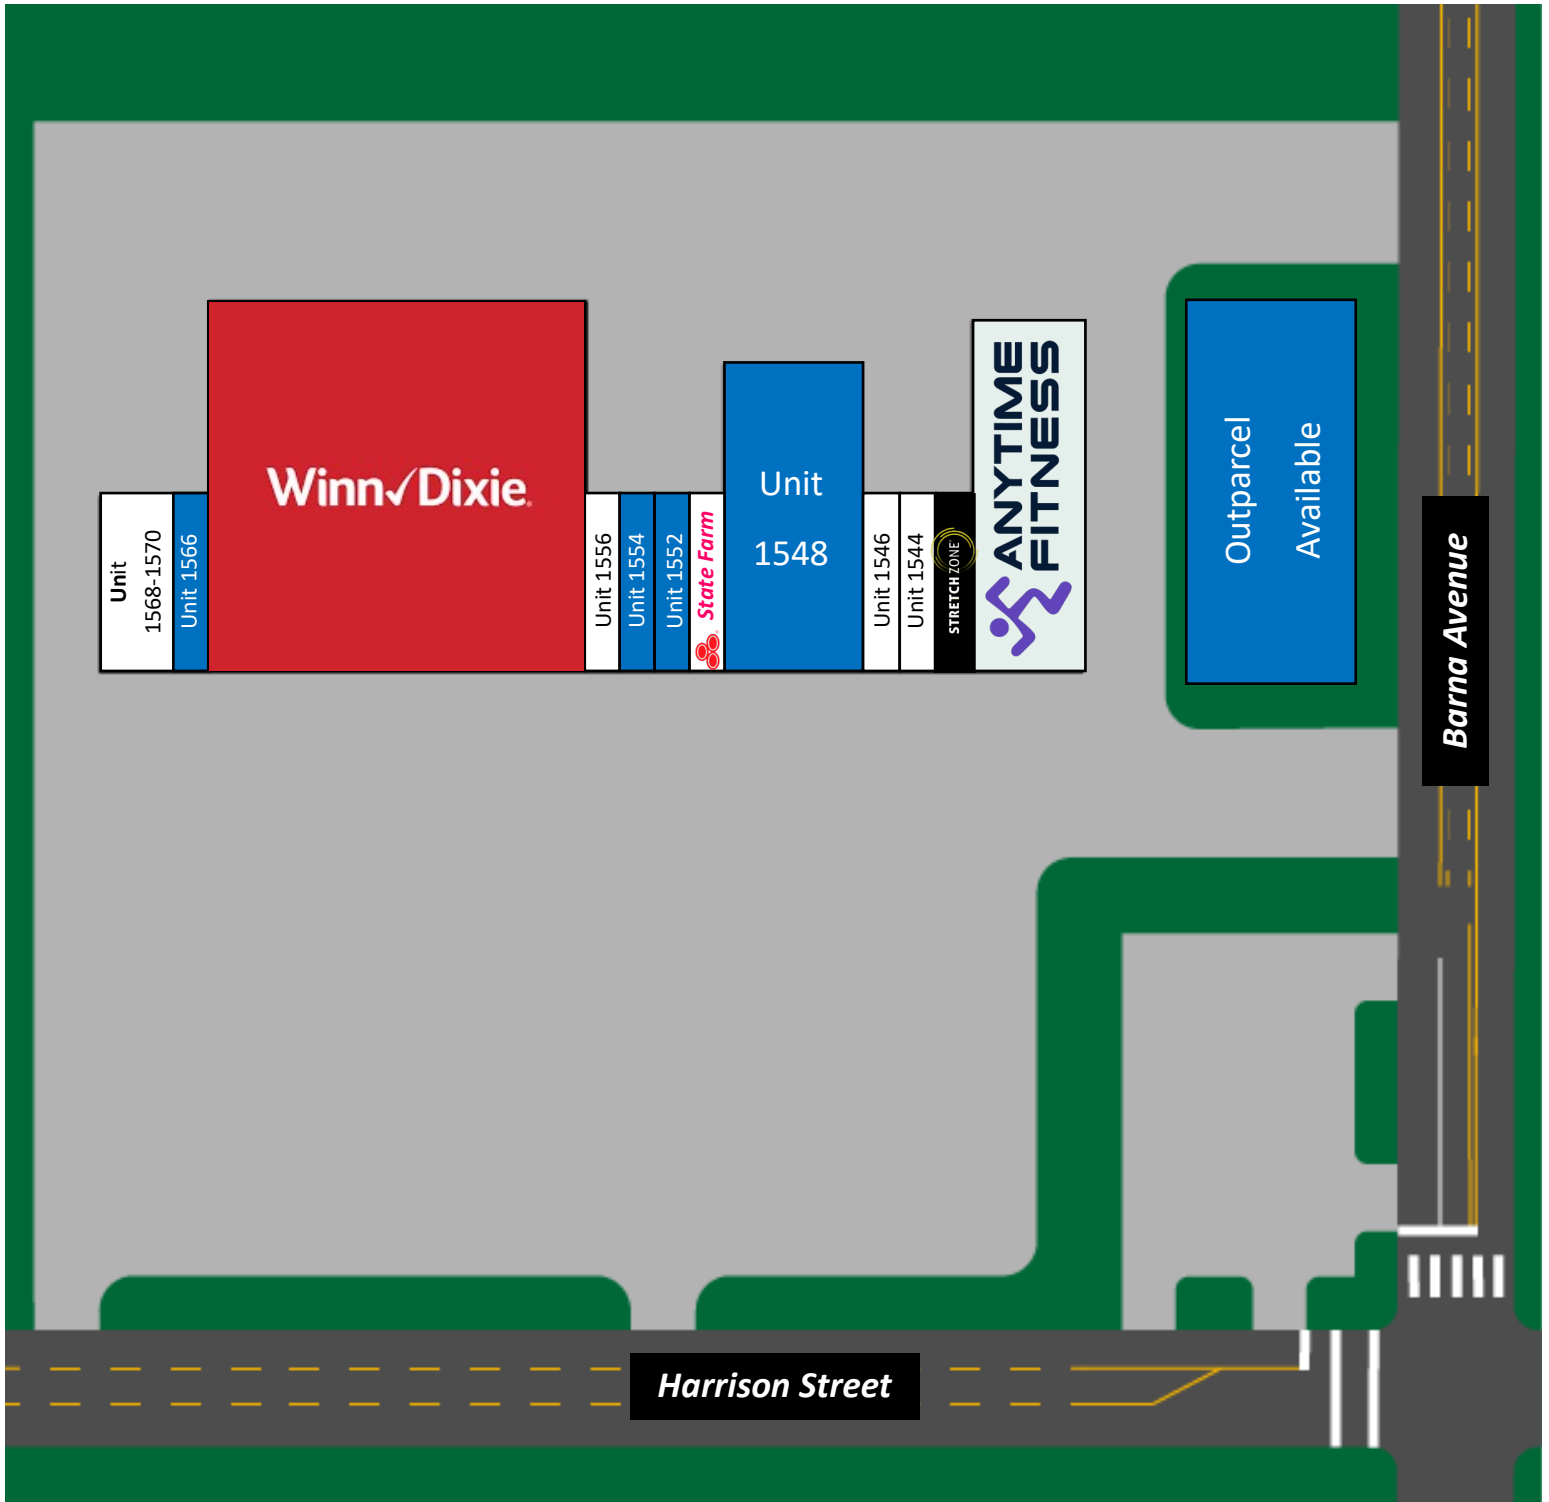 Unit
1568-1570
Unit 1566
Winn✓Dixie.
Unit 1556
Unit 1554
Unit 1552
State Farm
Unit
1548
Unit 1546
Unit 1544
STRETCH ZONE
ANYTIME
FITNESS
Outparcel
Available
Barna Avenue
Harrison Street